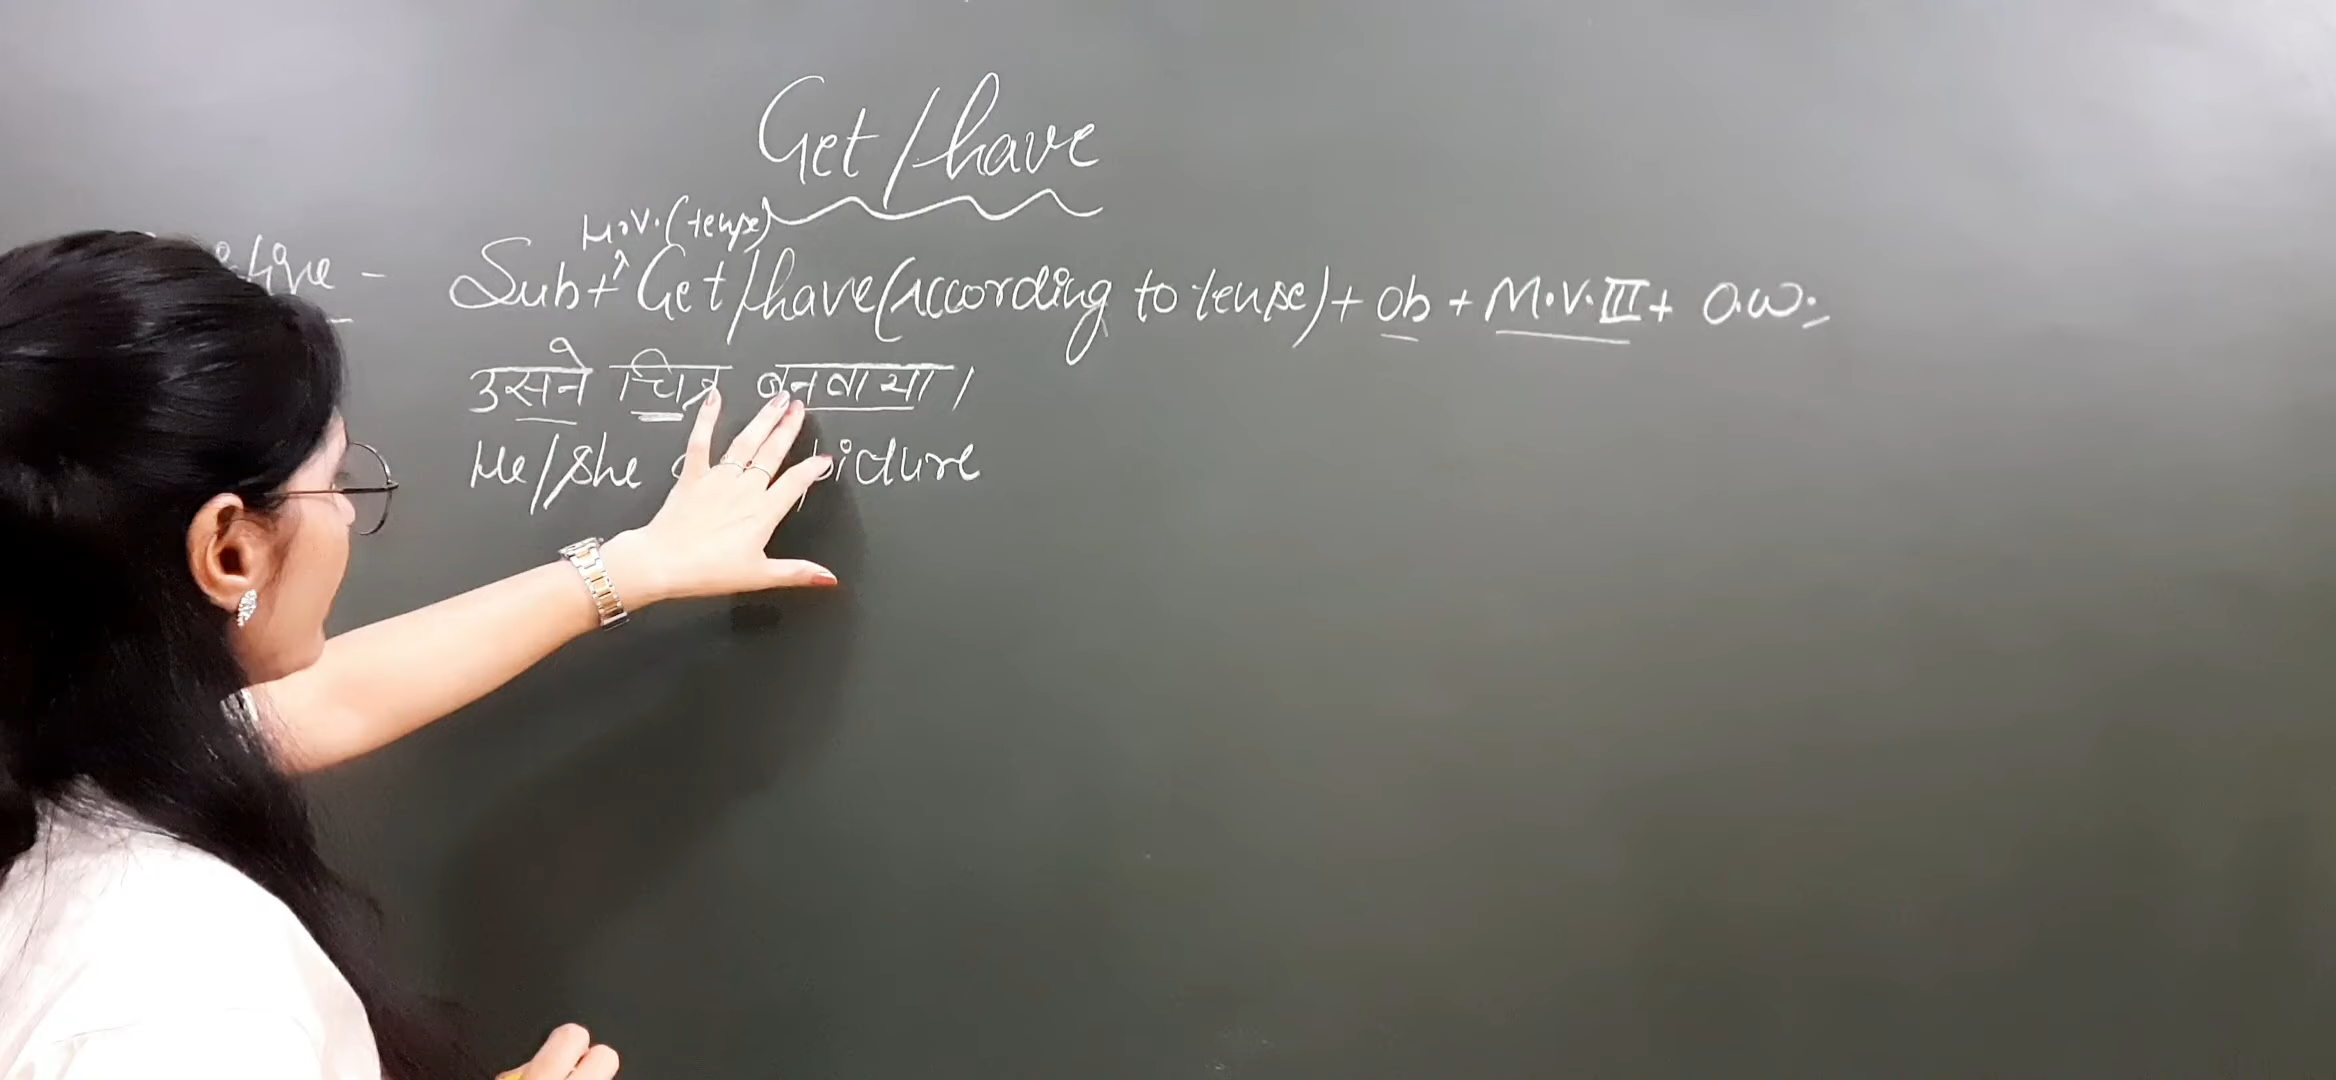 Get/have
H.V.(tense)
- Sub+^Get/have(According to tense)+ Ob + M.V.III + O.W.
उसने चित्र बनवाया।
He/she picture